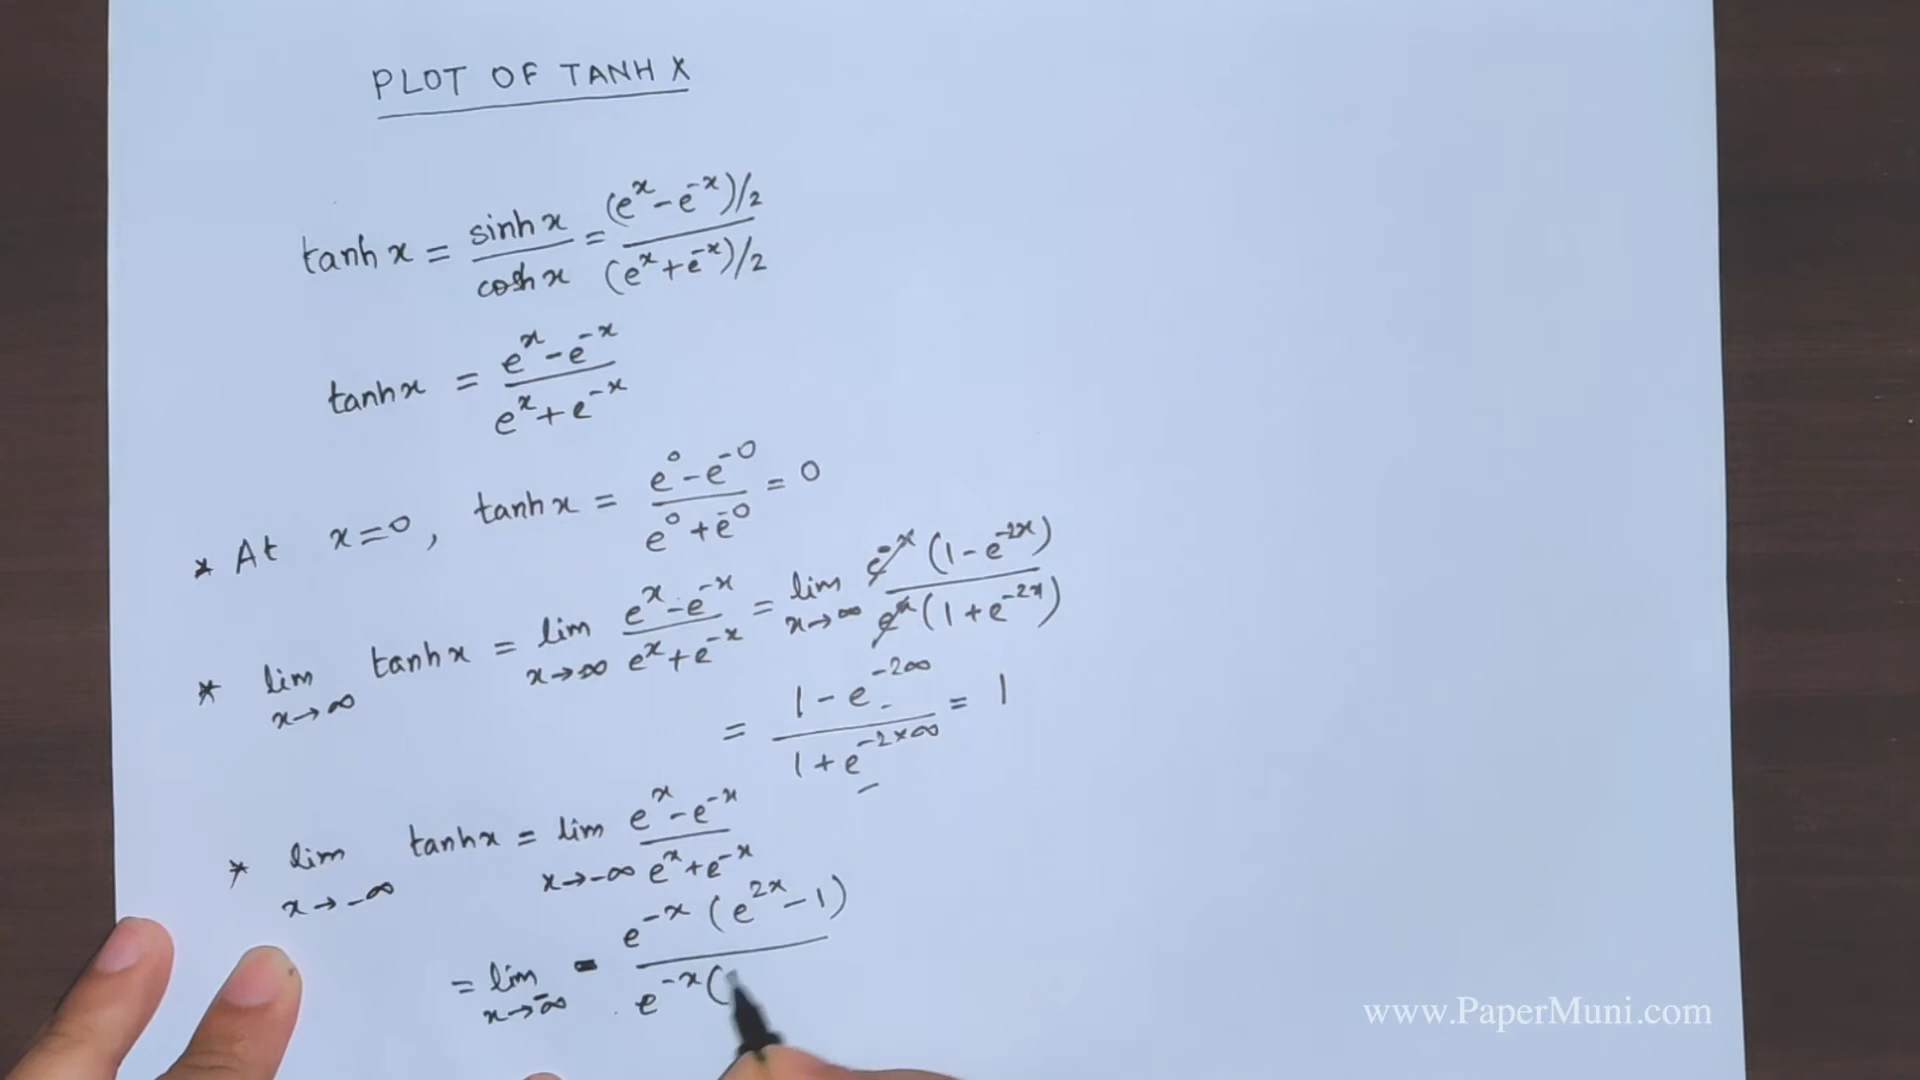 PLOT OF TANH X
tanh x = sinh x / cosh x = (e^x - e^-x)/2 / (e^x + e^-x)/2
tanh x = e^x - e^-x / e^x + e^-x
* At x=0, tanh x = e^0 - e^-0 / e^0 + e^-0 = 0
* lim x→∞ tanh x = lim x→∞ e^x - e^-x / e^x + e^-x = lim x→∞ e^x (1 - e^-2x) / e^x (1 + e^-2x)
= 1 - e^-2∞ / 1 + e^-2×∞ = 1
* lim x→-∞ tanh x = lim x→-∞ e^x - e^-x / e^x + e^-x
= lim x→-∞ - e^-x (e^2x - 1) / e^-x (
www.PaperMuni.com